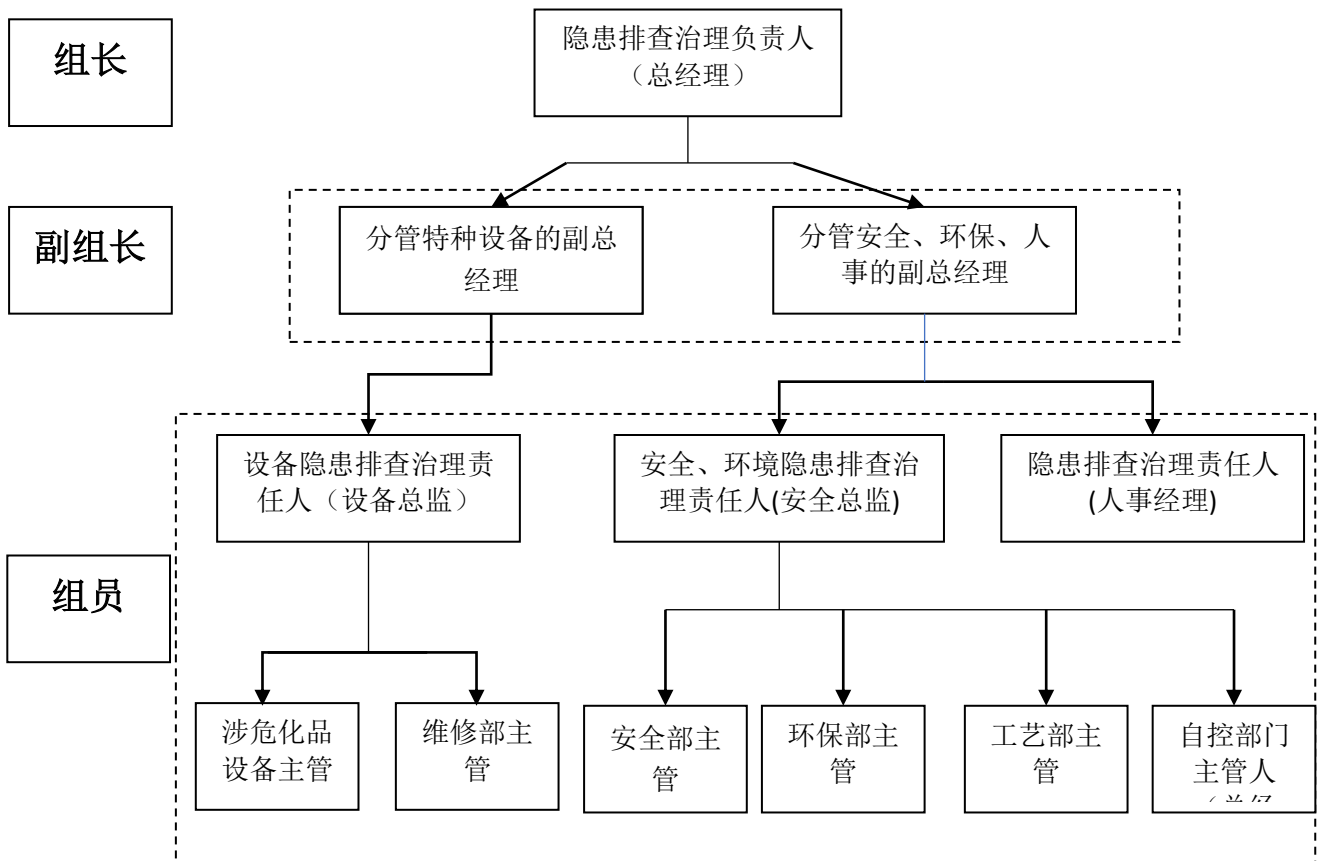 组长
隐患排查治理负责人
（总经理）
副组长
分管特种设备的副总
经理
分管安全、环保、人
事的副总经理
组员
设备隐患排查治理责
任人（设备总监）
安全、环境隐患排查治
理责任人(安全总监)
隐患排查治理责任人
(人事经理)
涉危化品
设备主管
维修部主
管
安全部主
管
环保部主
管
工艺部主
管
自控部门
主管人